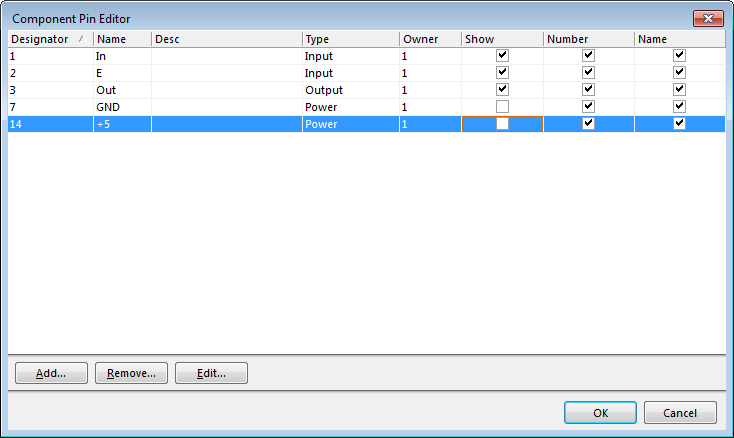 Component Pin Editor
Designator Name Desc Type Owner Show Number Name
1 In Input 1
2 E Input 1
3 Out Output 1
7 GND Power 1
14 +5 Power 1
Add... Remove... Edit...
OK Cancel